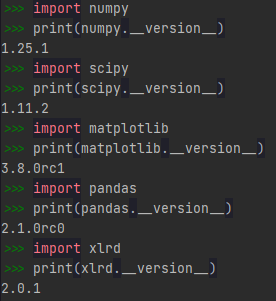 >>> import numpy
>>> print(numpy.__version__)
1.25.1
>>> import scipy
>>> print(scipy.__version__)
1.11.2
>>> import matplotlib
>>> print(matplotlib.__version__)
3.8.0rc1
>>> import pandas
>>> print(pandas.__version__)
2.1.0rc0
>>> import xlrd
>>> print(xlrd.__version__)
2.0.1